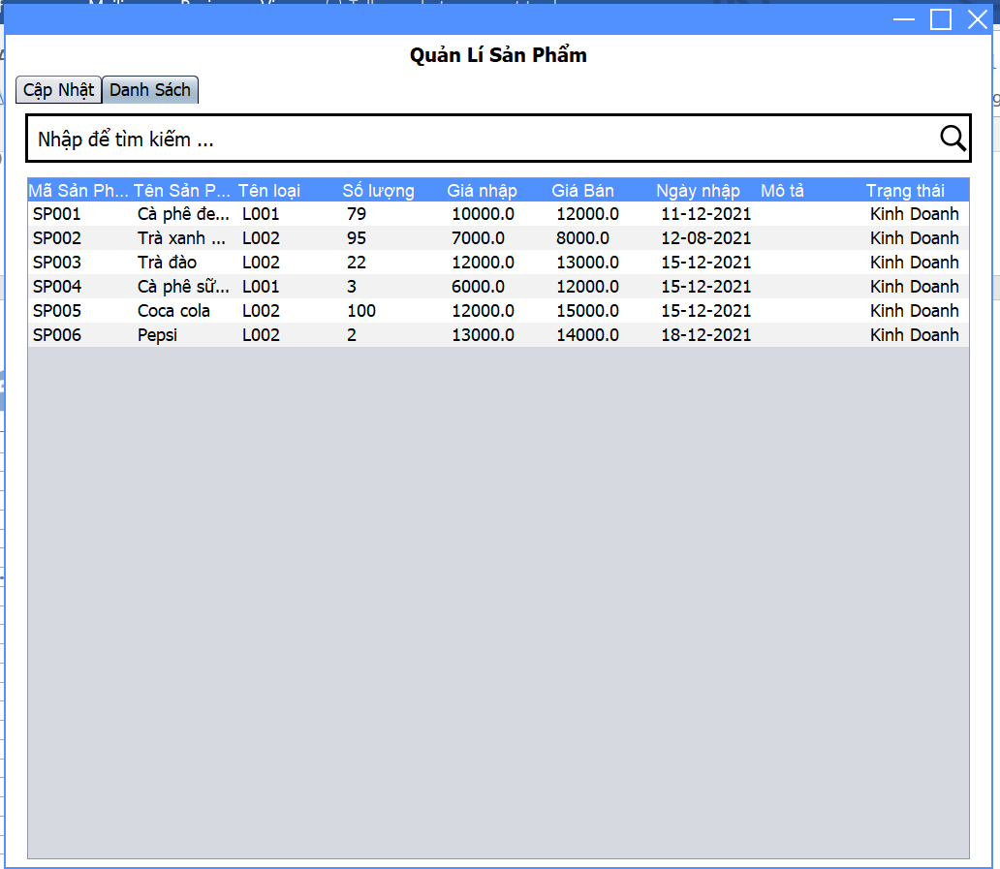 Quản Lí Sản Phẩm
Cập Nhật Danh Sách
Nhập để tìm kiếm ...
Mã Sản Ph... Tên Sản P... Tên loại Số lượng Giá nhập Giá Bán Ngày nhập Mô tả Trạng thái
SP001 Cà phê đe... L001 79 10000.0 12000.0 11-12-2021 Kinh Doanh
SP002 Trà xanh ... L002 95 7000.0 8000.0 12-08-2021 Kinh Doanh
SP003 Trà đào L002 22 12000.0 13000.0 15-12-2021 Kinh Doanh
SP004 Cà phê sữ... L001 3 6000.0 12000.0 15-12-2021 Kinh Doanh
SP005 Coca cola L002 100 12000.0 15000.0 15-12-2021 Kinh Doanh
SP006 Pepsi L002 2 13000.0 14000.0 18-12-2021 Kinh Doanh